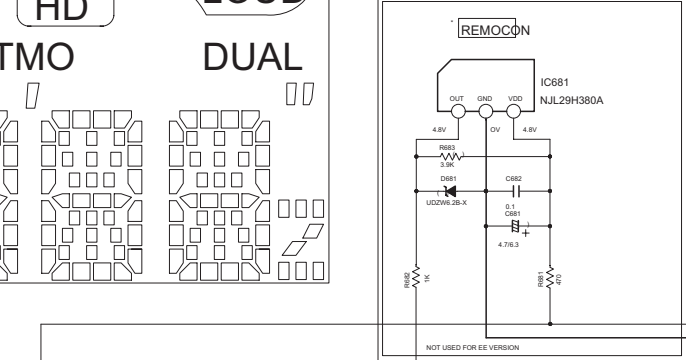 HD
LOUD
TMO
DUAL
REMOCON
IC681
NJL29H380A
OUT GND VDD
4.8V 0V 4.8V
R683
3.9K
D681
UDZW6.2B-X
C682
0.1
C681
+
4.7/6.3
R682
1K
R681
470
NOT USED FOR EE VERSION